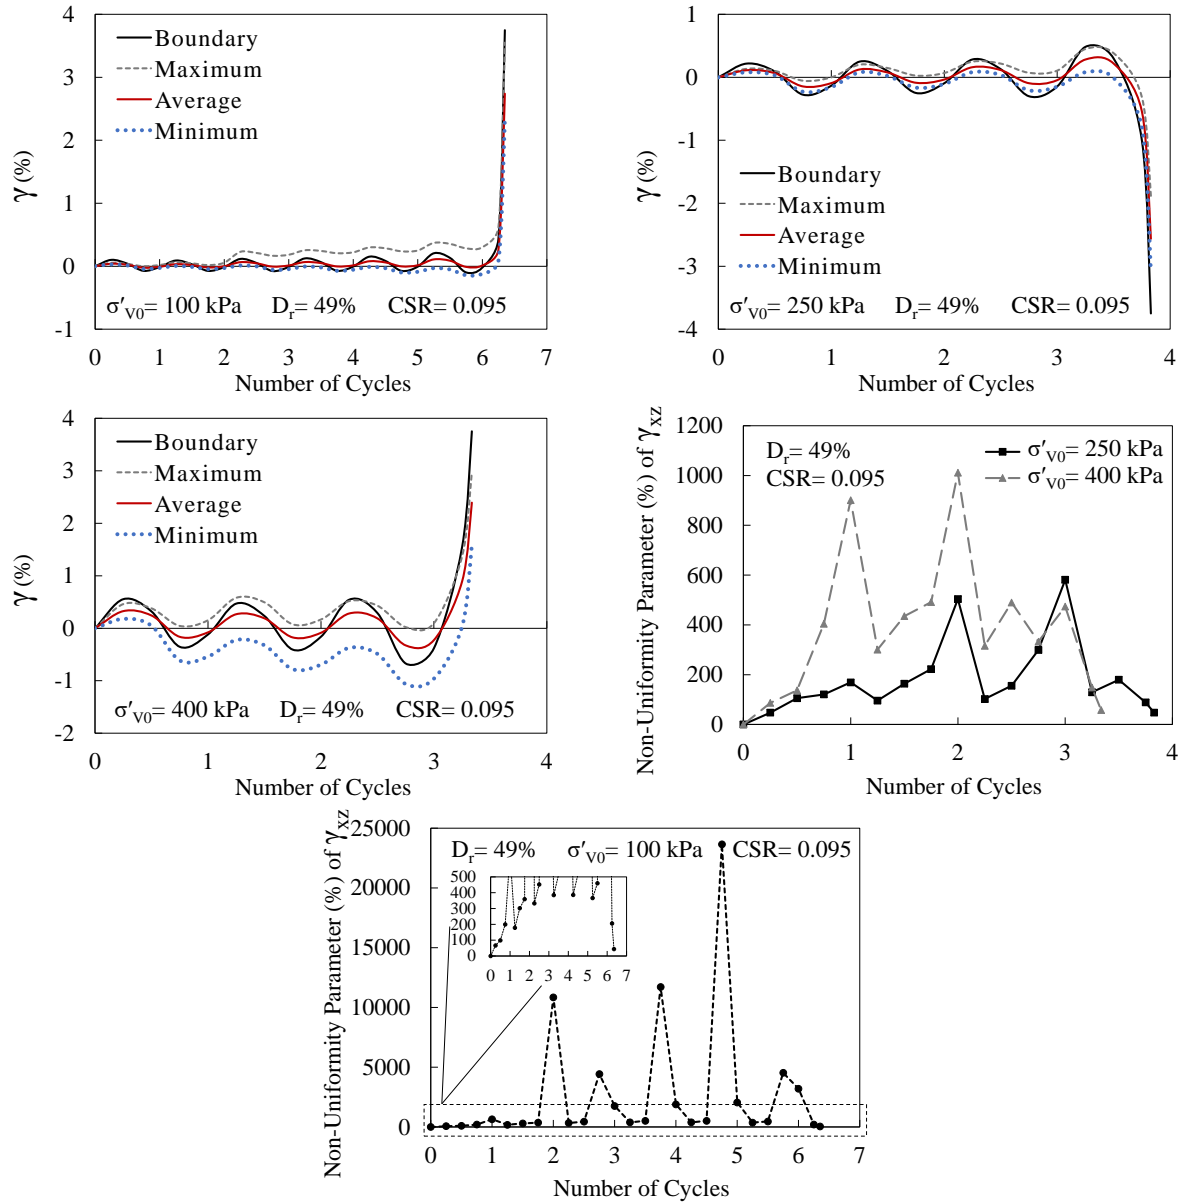 4
3
2
1
0
-1
γ (%)
Boundary
Maximum
Average
Minimum
σ′V0= 100 kPa Dr= 49% CSR= 0.095
0 1 2 3 4 5 6 7
Number of Cycles
1
0
-1
-2
-3
-4
γ (%)
Boundary
Maximum
Average
Minimum
σ′V0= 250 kPa Dr= 49% CSR= 0.095
0 1 2 3 4
Number of Cycles
4
3
2
1
0
-1
-2
γ (%)
Boundary
Maximum
Average
Minimum
σ′V0= 400 kPa Dr= 49% CSR= 0.095
0 1 2 3 4
Number of Cycles
1200
1000
800
600
400
200
0
Non-Uniformity Parameter (%) of γxz
Dr= 49%
CSR= 0.095
σ′V0= 250 kPa
σ′V0= 400 kPa
0 1 2 3 4
Number of Cycles
25000
20000
15000
10000
5000
0
Non-Uniformity Parameter (%) of γxz
Dr= 49% σ′V0= 100 kPa CSR= 0.095
500
400
300
200
100
0
0 1 2 3 4 5 6 7
0 1 2 3 4 5 6 7
Number of Cycles